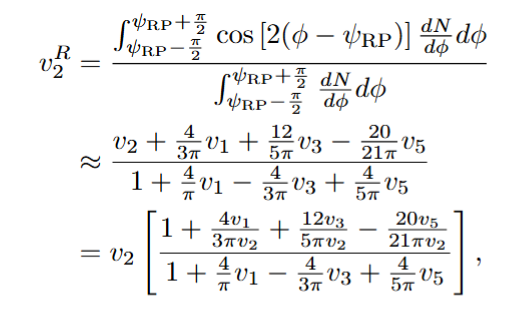 v_2^R = \frac{\int_{\psi_{RP}-\frac{\pi}{2}}^{\psi_{RP}+\frac{\pi}{2}} \cos[2(\phi - \psi_{RP})] \frac{dN}{d\phi} d\phi}{\int_{\psi_{RP}-\frac{\pi}{2}}^{\psi_{RP}+\frac{\pi}{2}} \frac{dN}{d\phi} d\phi}
\approx \frac{v_2 + \frac{4}{3\pi}v_1 + \frac{12}{5\pi}v_3 - \frac{20}{21\pi}v_5}{1 + \frac{4}{\pi}v_1 - \frac{4}{3\pi}v_3 + \frac{4}{5\pi}v_5}
= v_2 \left[ \frac{1 + \frac{4v_1}{3\pi v_2} + \frac{12v_3}{5\pi v_2} - \frac{20v_5}{21\pi v_2}}{1 + \frac{4}{\pi}v_1 - \frac{4}{3\pi}v_3 + \frac{4}{5\pi}v_5} \right],